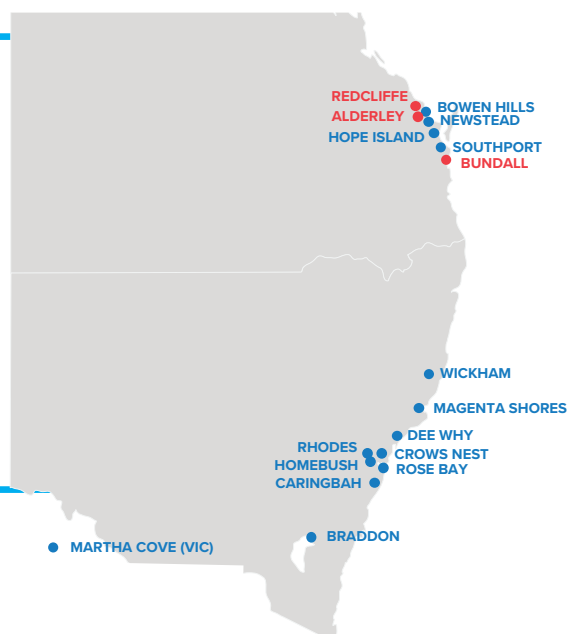 REDCLIFFE
BOWEN HILLS
ALDERLEY
NEWSTEAD
HOPE ISLAND
SOUTHPORT
BUNDALL
WICKHAM
MAGENTA SHORES
DEE WHY
RHODES
CROWS NEST
HOMEBUSH
ROSE BAY
CARINGBAH
BRADDON
MARTHA COVE (VIC)